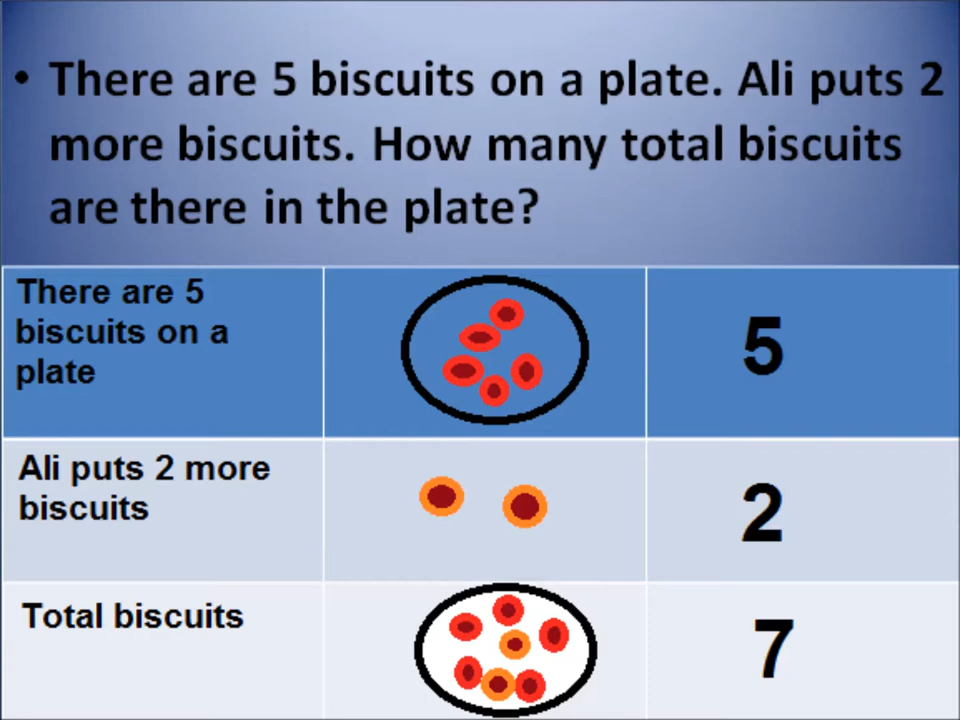 • There are 5 biscuits on a plate. Ali puts 2
more biscuits. How many total biscuits
are there in the plate?
There are 5
biscuits on a
plate
5
Ali puts 2 more
biscuits
2
Total biscuits
7